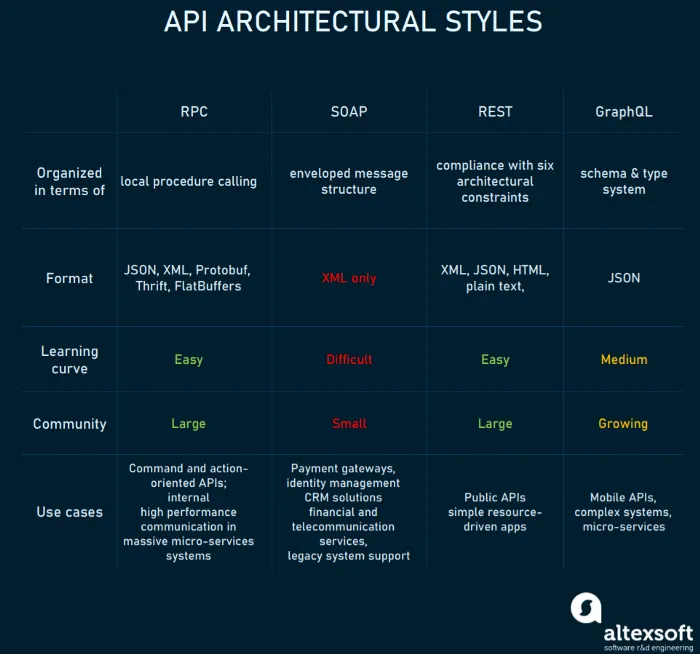 API ARCHITECTURAL STYLES
RPC
SOAP
REST
GraphQL
Organized
in terms of
local procedure calling
enveloped message
structure
compliance with six
architectural
constraints
schema & type
system
Format
JSON, XML, Protobuf,
Thrift, FlatBuffers
XML only
XML, JSON, HTML,
plain text,
JSON
Learning
curve
Easy
Difficult
Easy
Medium
Community
Large
Small
Large
Growing
Use cases
Command and action-
oriented APIs;
internal
high performance
communication in
massive micro-services
systems
Payment gateways,
identity management
CRM solutions
financial and
telecommunication
services,
legacy system support
Public APIs
simple resource-
driven apps
Mobile APIs,
complex systems,
micro-services
altexsoft
software r&d engineering